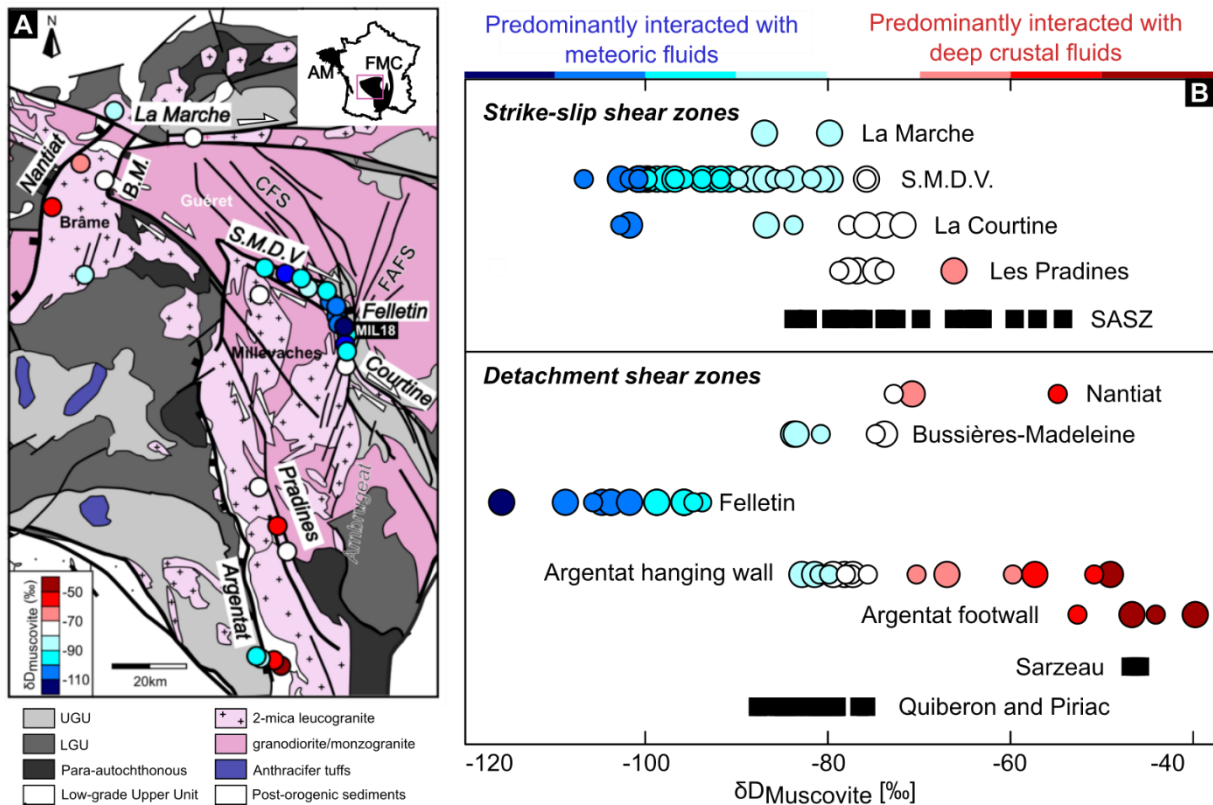 A
N
AM
FMC
La Marche
Nantiat
B.M.
Brâme
Guéret
CFS
S.M.D.V
FAFS
Felletin
MIL18
Millevaches
Courtine
Pradines
Ambrugeat
Argentat
-50
-70
-90
-110
δDmuscovite (‰)
20km
UGU
LGU
Para-autochthonous
Low-grade Upper Unit
2-mica leucogranite
granodiorite/monzogranite
Anthracifer tuffs
Post-orogenic sediments
Predominantly interacted with
meteoric fluids
Predominantly interacted with
deep crustal fluids
B
Strike-slip shear zones
La Marche
S.M.D.V.
La Courtine
Les Pradines
SASZ
Detachment shear zones
Nantiat
Bussières-Madeleine
Felletin
Argentat hanging wall
Argentat footwall
Sarzeau
Quiberon and Piriac
-120 -100 -80 -60 -40
δDMuscovite [‰]